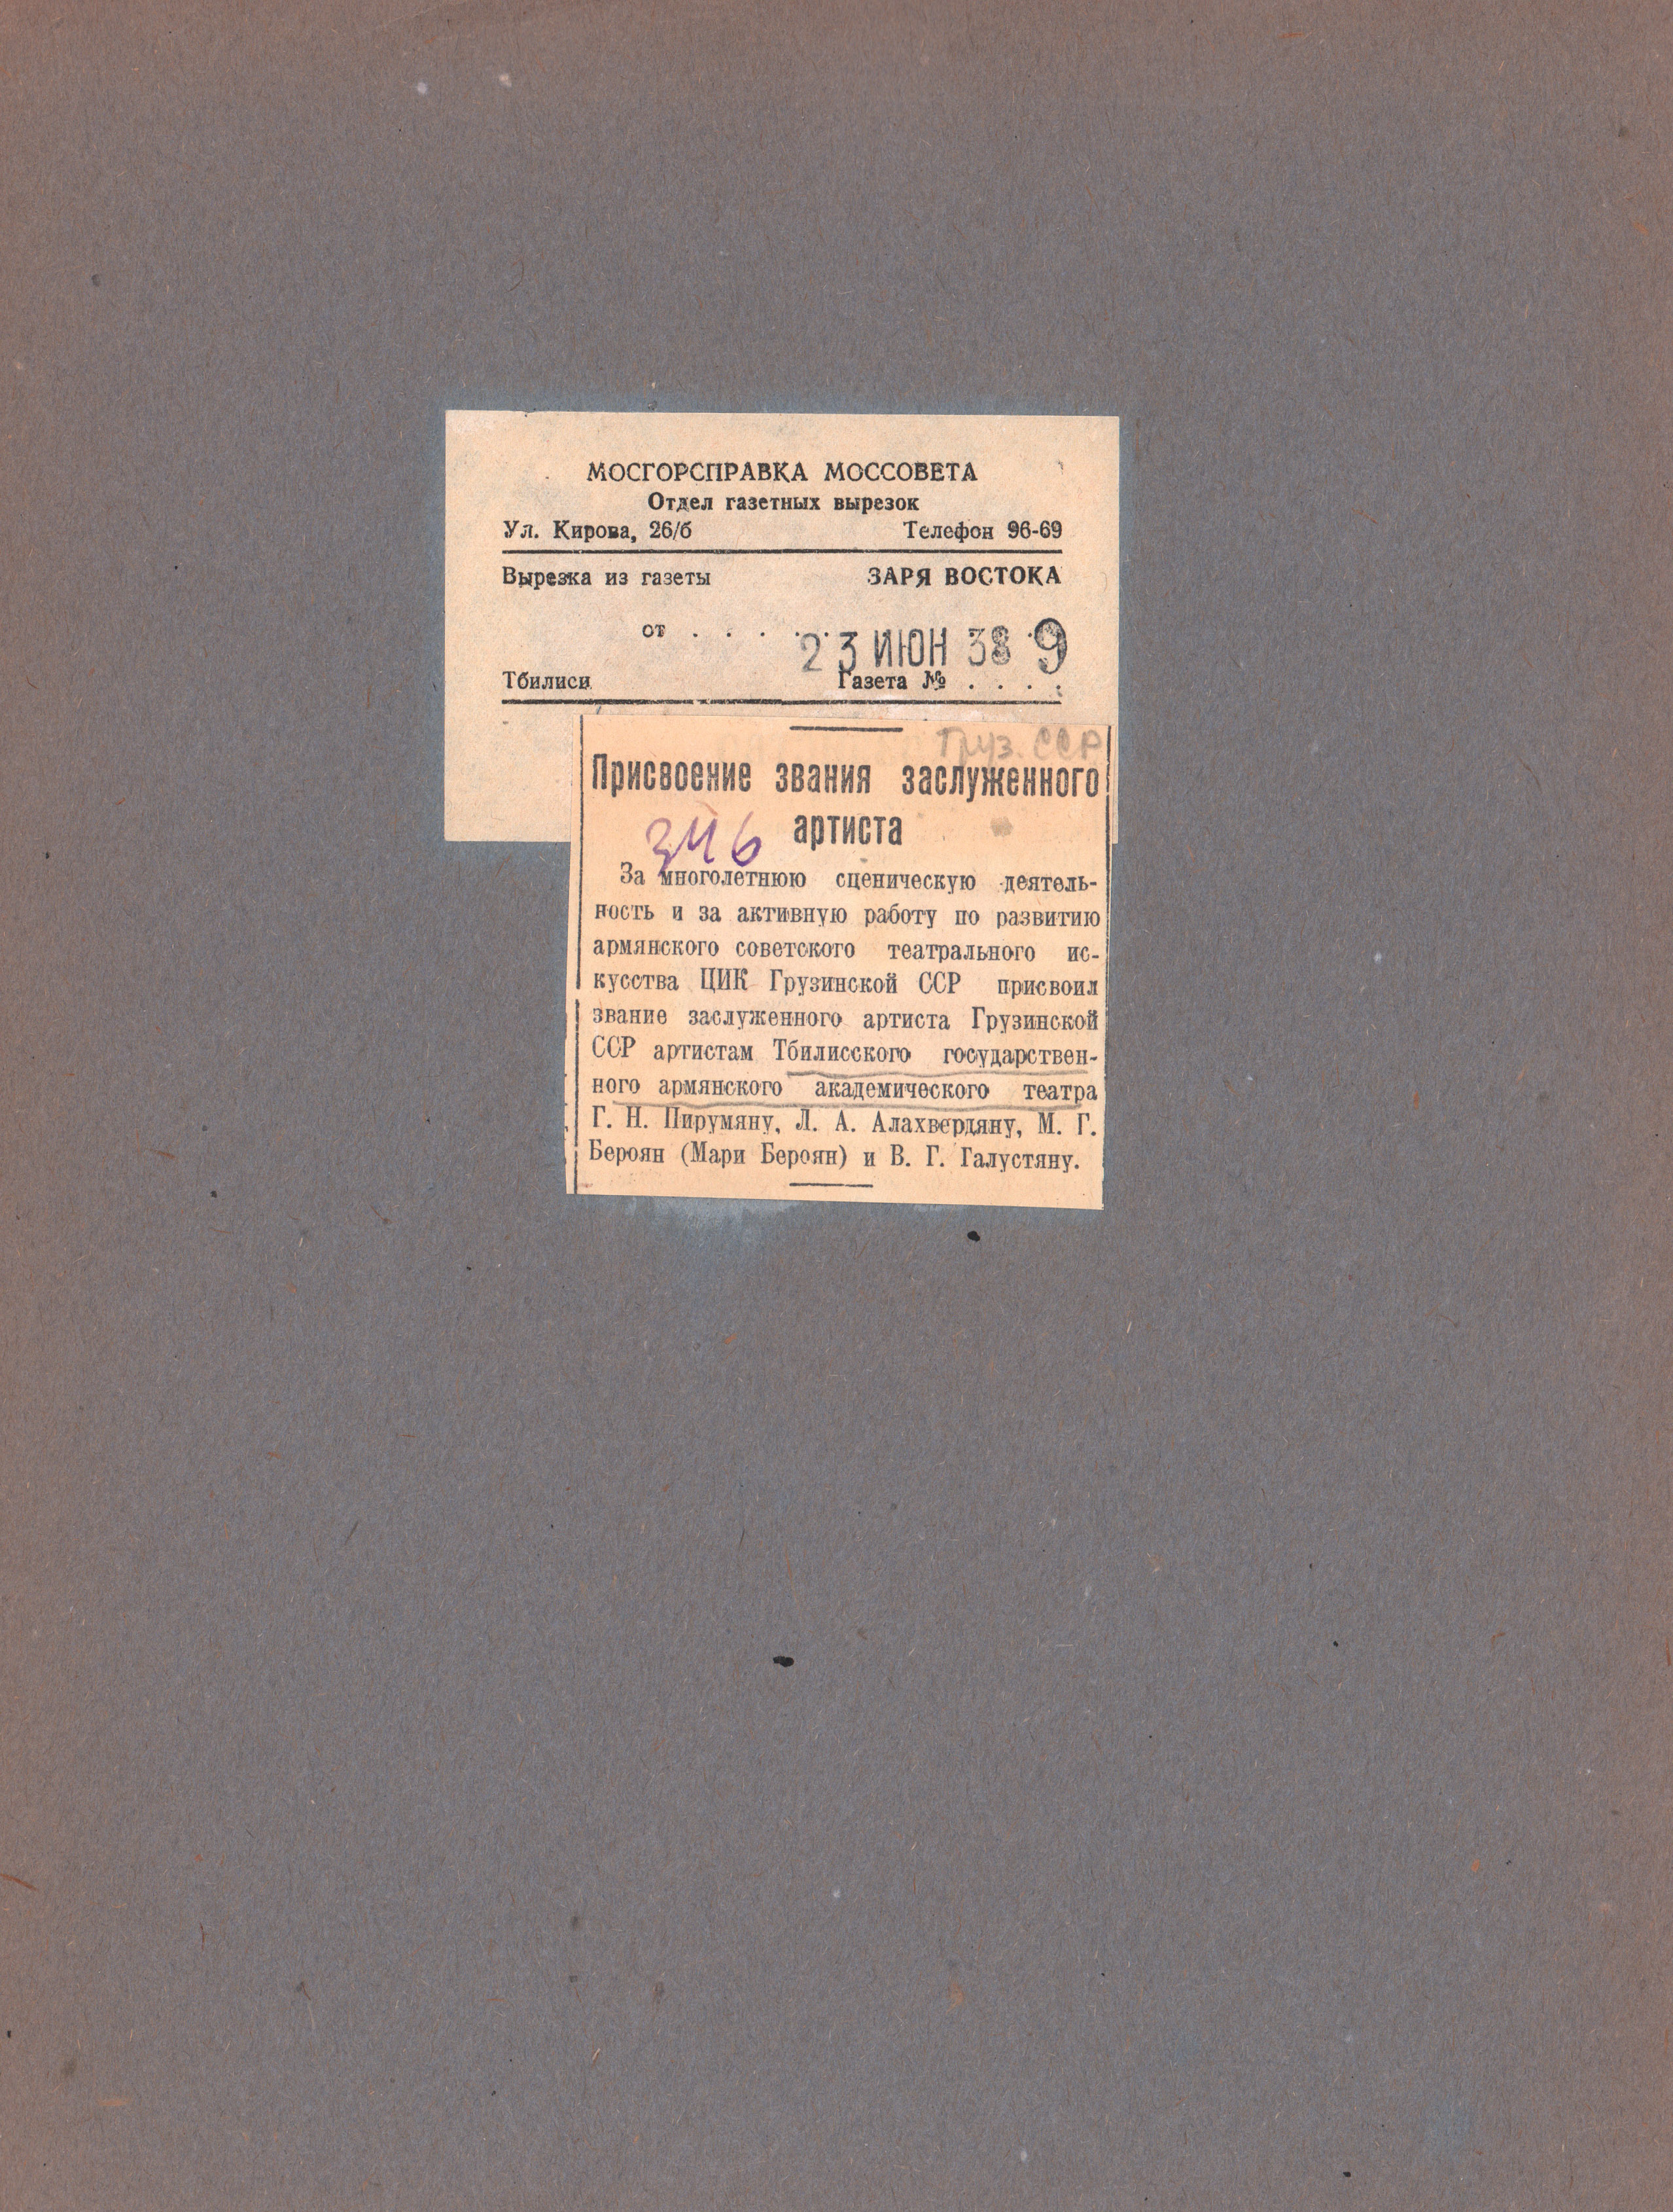 МОСГОРСПРАВКА МОССОВЕТА
Отдел газетных вырезок
Ул. Кирова, 26/б Телефон 96-69
Вырезка из газеты ЗАРЯ ВОСТОКА
от . . . . .
23 ИЮН 38 9
Тбилиси Газета № . . . .
Груз. ССР
Присвоение звания заслуженного
артиста
346
За многолетнюю сценическую деятель-
ность и за активную работу по развитию
армянского советского театрального ис-
кусства ЦИК Грузинской ССР присвоил
звание заслуженного артиста Грузинской
ССР артистам Тбилисского государствен-
ного армянского академического театра
Г. Н. Пирумяну, Л. А. Алахвердяну, М. Г.
Бероян (Мари Бероян) и В. Г. Галустяну.